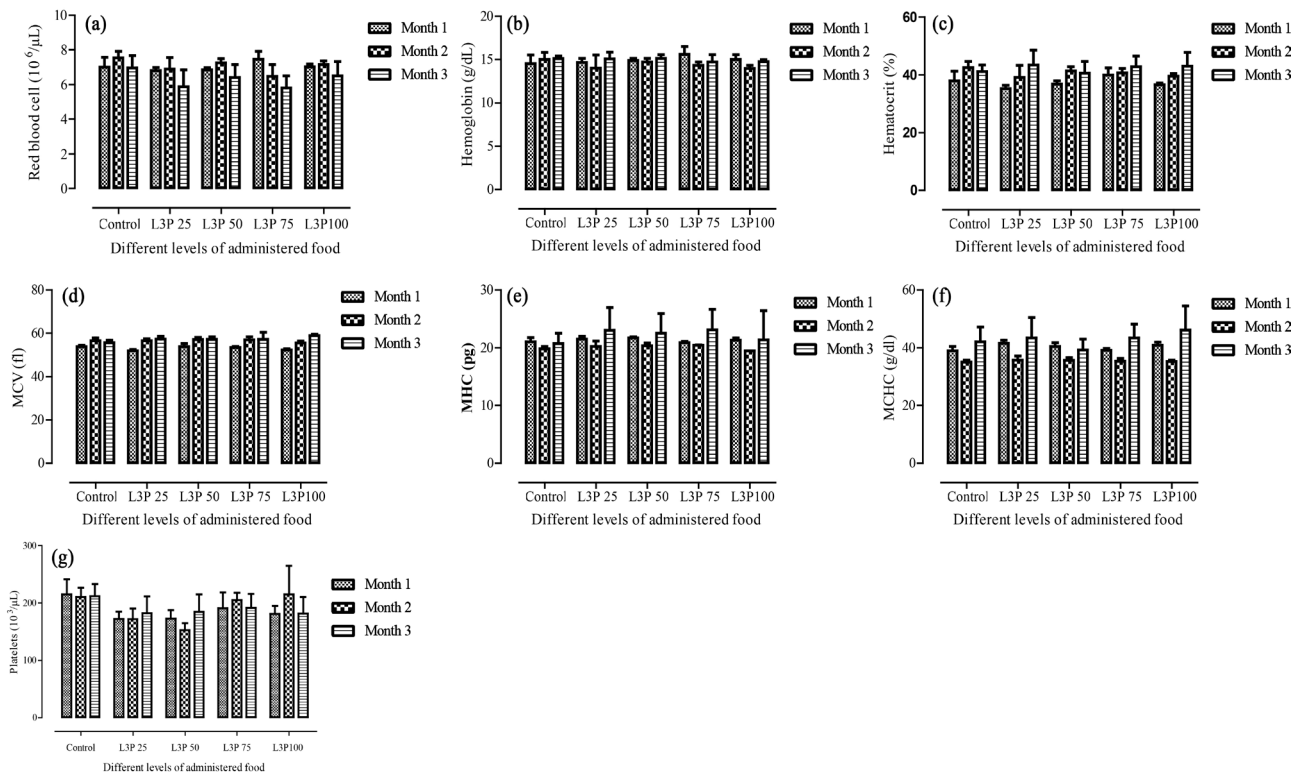 (a)
Month 1
Month 2
Month 3
Red blood cell (10 6/µL)
10
8
6
4
2
0
Control L3P 25 L3P 50 L3P 75 L3P100
Different levels of administered food
(b)
Month 1
Month 2
Month 3
Hemoglobin (g/dL)
20
15
10
5
0
Control L3P 25 L3P 50 L3P 75 L3P100
Different levels of administered food
(c)
Month 1
Month 2
Month 3
Hematocrit (%)
60
40
20
0
Control L3P 25 L3P 50 L3P 75 L3P100
Different levels of administered food
(d)
Month 1
Month 2
Month 3
MCV (fl)
80
60
40
20
0
Control L3P 25 L3P 50 L3P 75 L3P100
Different levels of administered food
(e)
Month 1
Month 2
Month 3
MHC (pg)
30
20
10
0
Control L3P 25 L3P 50 L3P 75 L3P100
Different levels of administered food
(f)
Month 1
Month 2
Month 3
MCHC (g/dl)
60
40
20
0
Control L3P 25 L3P 50 L3P 75 L3P100
Different levels of administered food
(g)
Month 1
Month 2
Month 3
Platelets (10 3/µL)
300
200
100
0
Control L3P 25 L3P 50 L3P 75 L3P100
Different levels of administered food